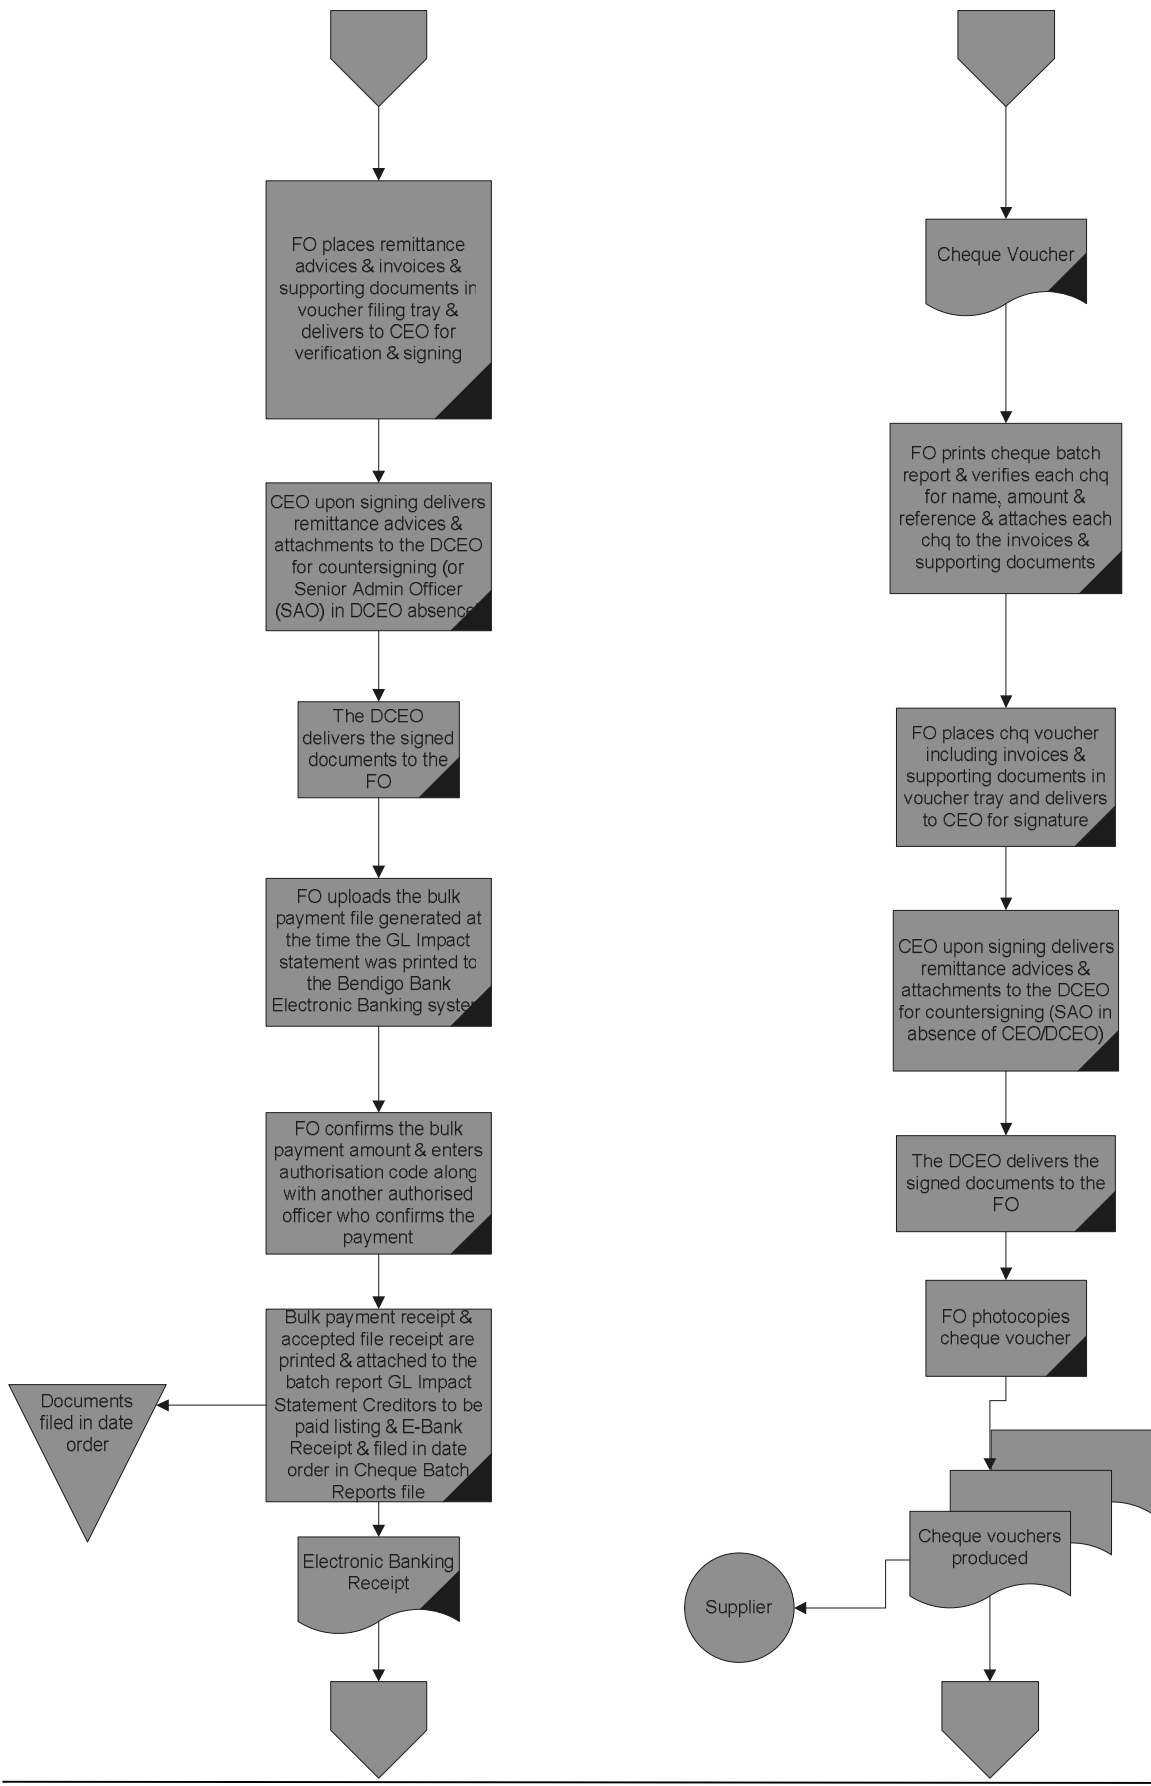 FO places remittance
advices & invoices &
supporting documents in
voucher filing tray &
delivers to CEO for
verification & signing
CEO upon signing delivers
remittance advices &
attachments to the DCEO
for countersigning (or
Senior Admin Officer
(SAO) in DCEO absence)
The DCEO
delivers the signed
documents to the
FO
FO uploads the bulk
payment file generated at
the time the GL Impact
statement was printed to
the Bendigo Bank
Electronic Banking system
FO confirms the bulk
payment amount & enters
authorisation code along
with another authorised
officer who confirms the
payment
Bulk payment receipt &
accepted file receipt are
printed & attached to the
batch report GL Impact
Statement Creditors to be
paid listing & E-Bank
Receipt & filed in date
order in Cheque Batch
Reports file
Documents
filed in date
order
Electronic Banking
Receipt
Cheque Voucher
FO prints cheque batch
report & verifies each chq
for name, amount &
reference & attaches each
chq to the invoices &
supporting documents
FO places chq voucher
including invoices &
supporting documents in
voucher tray and delivers
to CEO for signature
CEO upon signing delivers
remittance advices &
attachments to the DCEO
for countersigning (SAO in
absence of CEO/DCEO)
The DCEO delivers the
signed documents to the
FO
FO photocopies
cheque voucher
Cheque vouchers
produced
Supplier